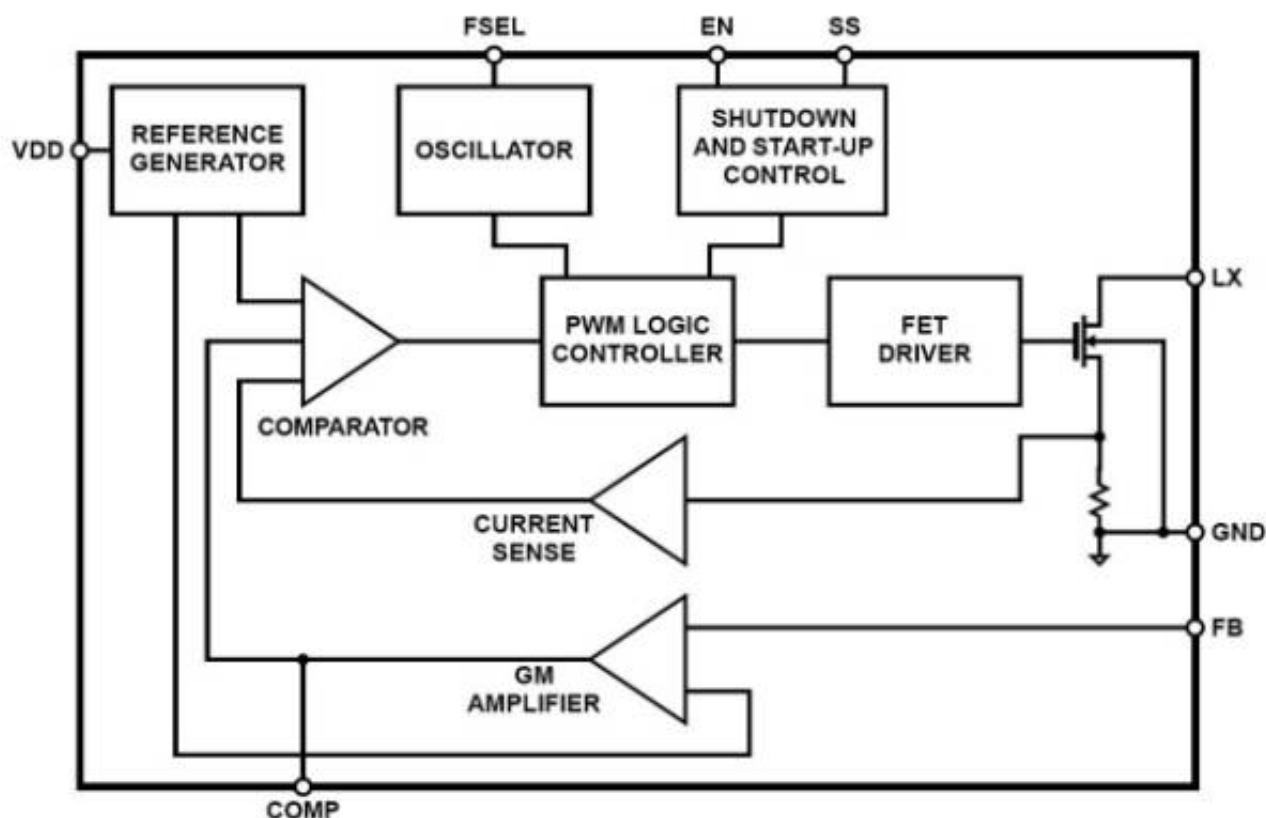 FSEL
EN
SS
VDD
REFERENCE
GENERATOR
OSCILLATOR
SHUTDOWN
AND START-UP
CONTROL
LX
PWM LOGIC
CONTROLLER
FET
DRIVER
COMPARATOR
CURRENT
SENSE
GND
FB
GM
AMPLIFIER
COMP